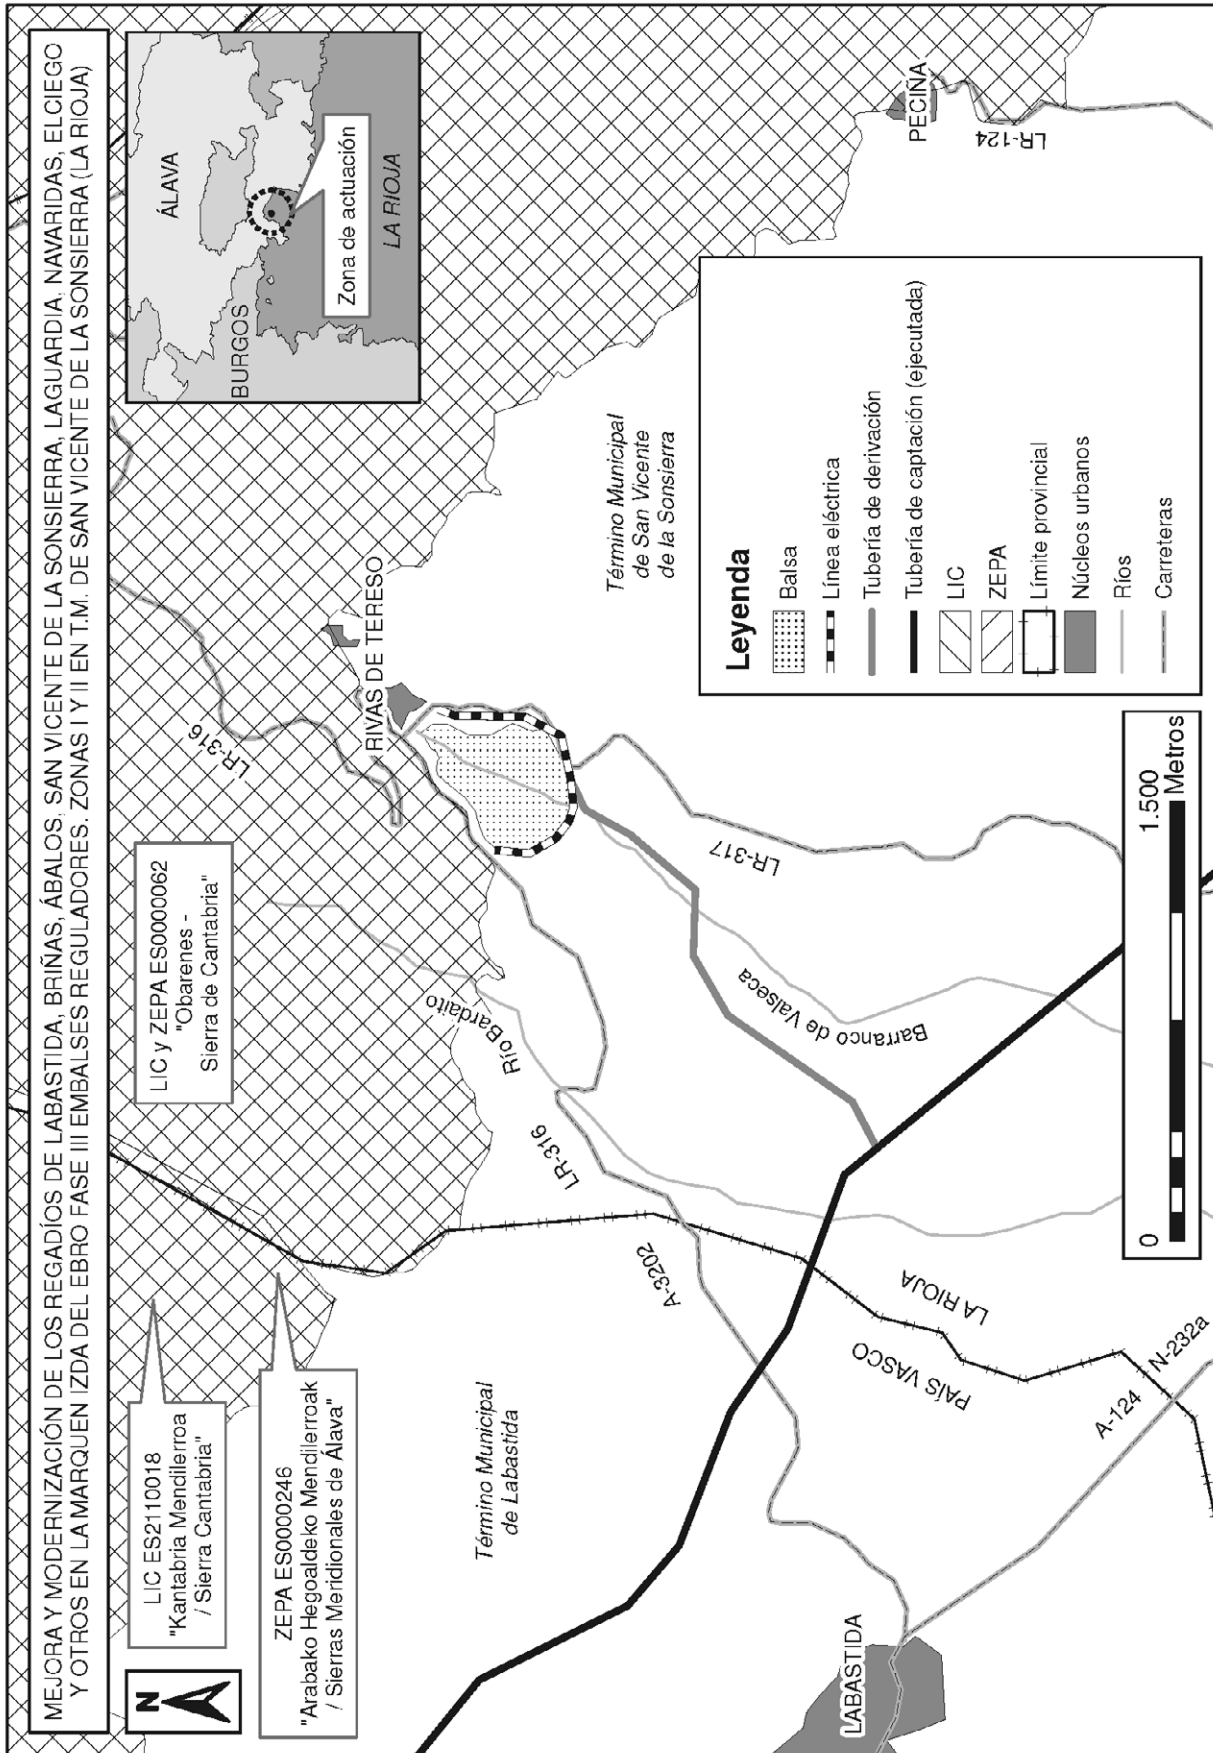 MEJORA Y MODERNIZACIÓN DE LOS REGADÍOS DE LABASTIDA, BRIÑAS, ÁBALOS, SAN VICENTE DE LA SONSIERRA, LAGUARDIA, NAVARIDAS, ELCIEGO
Y OTROS EN LA MARQUEN IZDA DEL EBRO FASE III EMBALSES REGULADORES. ZONAS I Y II EN T.M. DE SAN VICENTE DE LA SONSIERRA (LA RIOJA)
N
LIC ES2110018
"Kantabria Mendilerroa
/ Sierra Cantabria"
ZEPA ES0000246
"Arabako Hegoaldeko Mendilerroak
/ Sierras Meridionales de Álava"
LIC y ZEPA ES0000062
"Obarenes -
Sierra de Cantabria"
ÁLAVA
BURGOS
LA RIOJA
Zona de actuación
LR-316
RIVAS DE TERESO
Río Bardaito
LR-316
A-3202
Término Municipal
de Labastida
Término Municipal
de San Vicente
de la Sonsierra
LR-317
Barranco de Valseca
PECIÑA
LR-124
LA RIOJA
PAÍS VASCO
LABASTIDA
A-124
N-232a
Leyenda
Balsa
Línea eléctrica
Tubería de derivación
Tubería de captación (ejecutada)
LIC
ZEPA
Límite provincial
Núcleos urbanos
Ríos
Carreteras
0
1.500
Metros